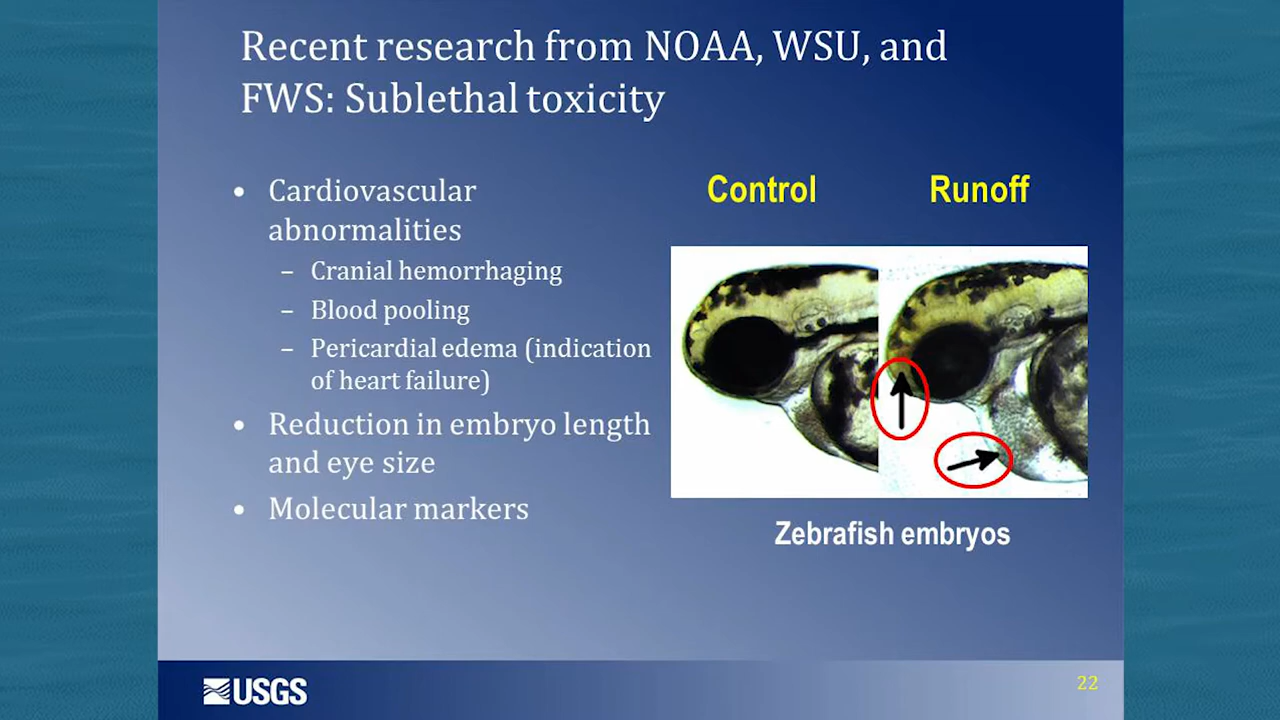 Recent research from NOAA, WSU, and
FWS: Sublethal toxicity
• Cardiovascular
abnormalities
– Cranial hemorrhaging
– Blood pooling
– Pericardial edema (indication
of heart failure)
• Reduction in embryo length
and eye size
• Molecular markers
Control
Runoff
Zebrafish embryos
USGS
22